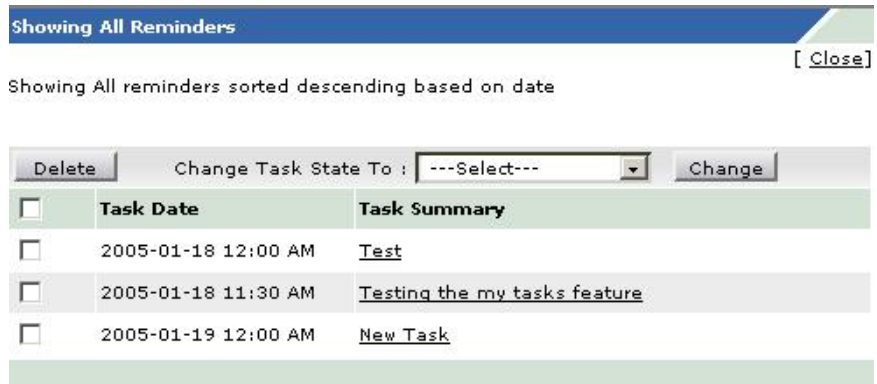 Showing All Reminders
[ Close]
Showing All reminders sorted descending based on date
Delete Change Task State To : ---Select--- Change
Task Date Task Summary
2005-01-18 12:00 AM Test
2005-01-18 11:30 AM Testing the my tasks feature
2005-01-19 12:00 AM New Task